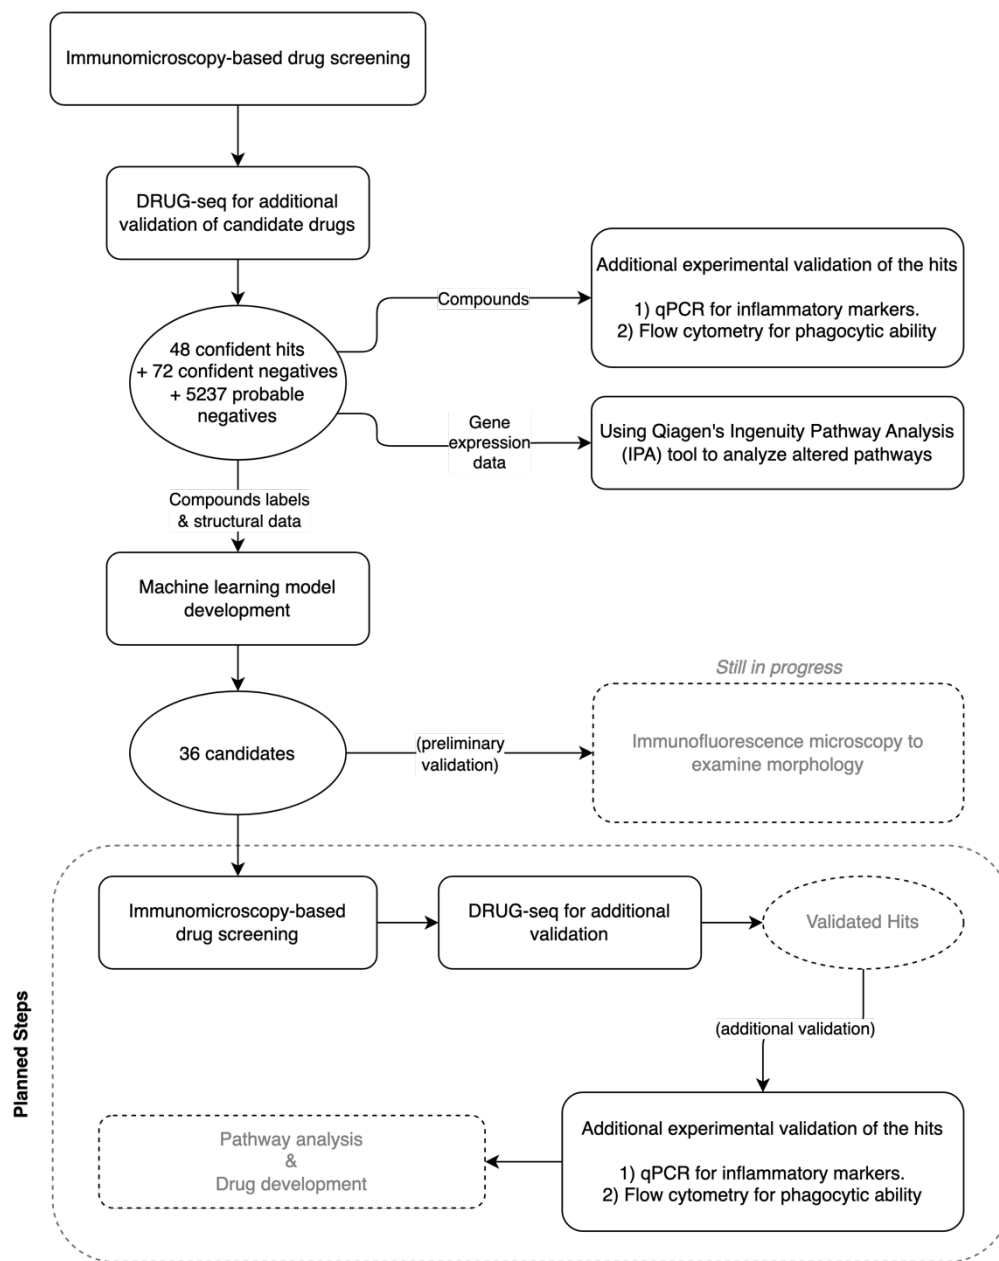 Immunomicroscopy-based drug screening
DRUG-seq for additional
validation of candidate drugs
48 confident hits
+ 72 confident negatives
+ 5237 probable
negatives
Compounds
Additional experimental validation of the hits
1) qPCR for inflammatory markers.
2) Flow cytometry for phagocytic ability
Gene
expression
data
Using Qiagen's Ingenuity Pathway Analysis
(IPA) tool to analyze altered pathways
Compounds labels
& structural data
Machine learning model
development
36 candidates
(preliminary
validation)
Still in progress
Immunofluorescence microscopy to
examine morphology
Planned Steps
Immunomicroscopy-based
drug screening
DRUG-seq for additional
validation
Validated Hits
(additional validation)
Additional experimental validation of the hits
1) qPCR for inflammatory markers.
2) Flow cytometry for phagocytic ability
Pathway analysis
&
Drug development